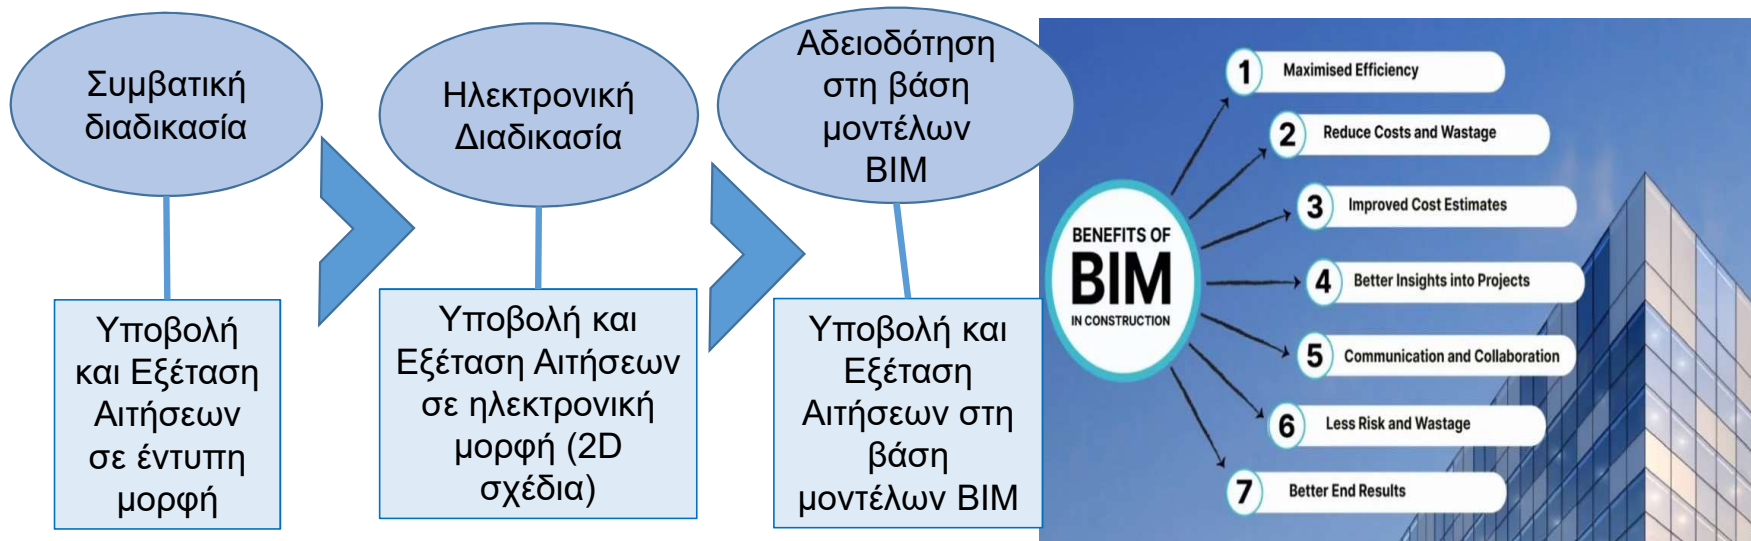 Συμβατική
διαδικασία
Υποβολή
και Εξέταση
Αιτήσεων
σε έντυπη
μορφή
Ηλεκτρονική
Διαδικασία
Υποβολή και
Εξέταση Αιτήσεων
σε ηλεκτρονική
μορφή (2D
σχέδια)
Αδειοδότηση
στη βάση
μοντέλων
BIM
Υποβολή και
Εξέταση
Αιτήσεων στη
βάση
μοντέλων BIM
BENEFITS OF
BIM
IN CONSTRUCTION
1 Maximised Efficiency
2 Reduce Costs and Wastage
3 Improved Cost Estimates
4 Better Insights into Projects
5 Communication and Collaboration
6 Less Risk and Wastage
7 Better End Results